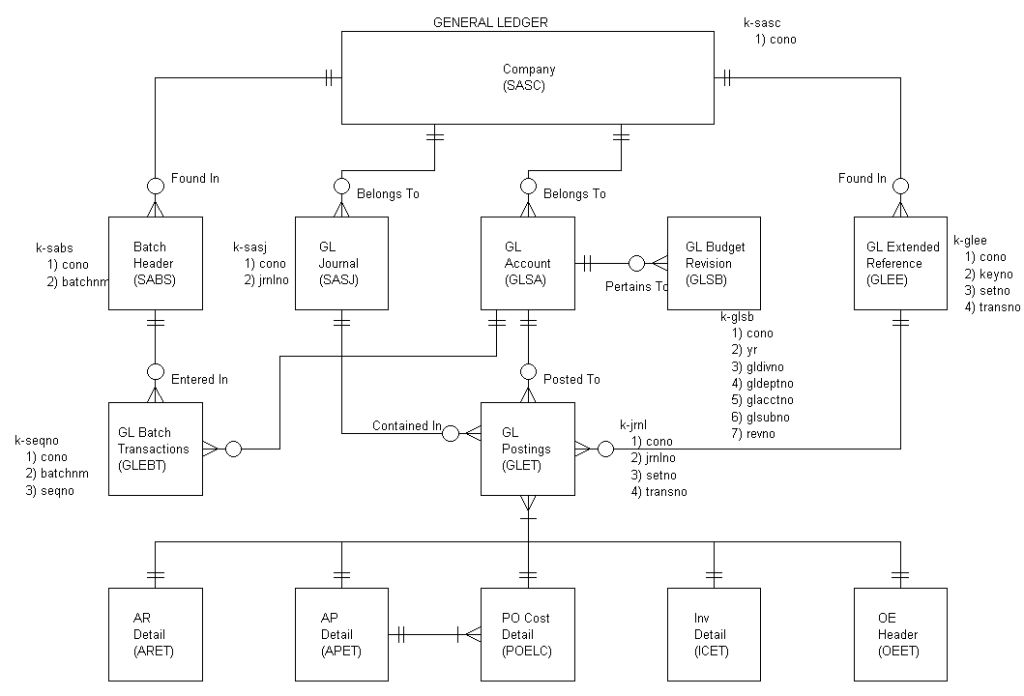 GENERAL LEDGER
k-sasc
1) cono
Company
(SASC)
Found In
Belongs To
Belongs To
Found In
k-sabs
1) cono
2) batchnm
Batch
Header
(SABS)
k-sasj
1) cono
2) jrnlno
GL
Journal
(SASJ)
GL
Account
(GLSA)
Pertains To
GL Budget
Revision
(GLSB)
GL Extended
Reference
(GLEE)
k-glee
1) cono
2) keyno
3) setno
4) transno
k-glsb
1) cono
2) yr
3) gldivno
4) gldeptno
5) glacctno
6) glsubno
7) revno
Entered In
Posted To
k-seqno
1) cono
2) batchnm
3) seqno
GL Batch
Transactions
(GLEBT)
Contained In
GL
Postings
(GLET)
k-jrnl
1) cono
2) jrnlno
3) setno
4) transno
AR
Detail
(ARET)
AP
Detail
(APET)
PO Cost
Detail
(POELC)
Inv
Detail
(ICET)
OE
Header
(OEET)